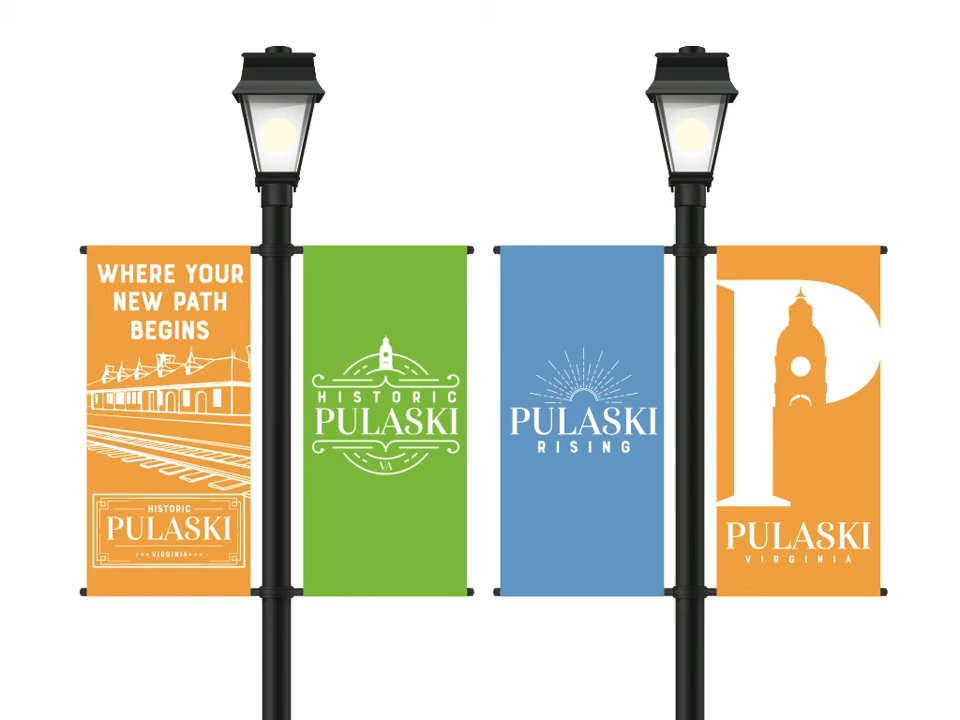 WHERE YOUR
NEW PATH
BEGINS
HISTORIC
PULASKI
VIRGINIA
HISTORIC
PULASKI
VA
PULASKI
RISING
P
PULASKI
VIRGINIA